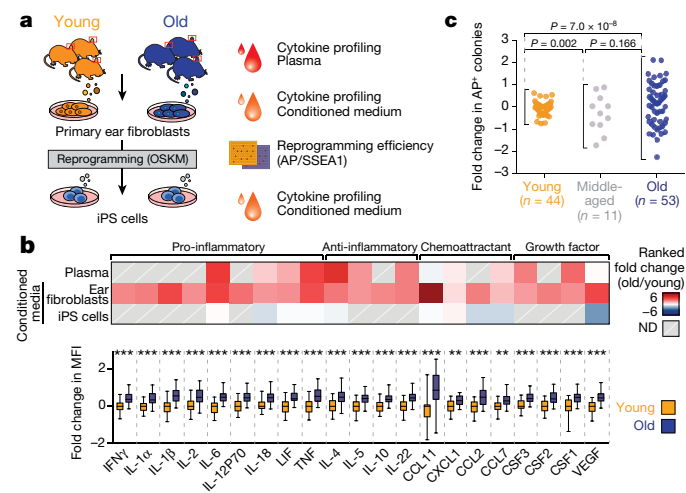 a
Young
Old
Primary ear fibroblasts
Reprogramming (OSKM)
iPS cells
Cytokine profiling
Plasma
Cytokine profiling
Conditioned medium
Reprogramming efficiency
(AP/SSEA1)
Cytokine profiling
Conditioned medium
c
P = 7.0 × 10⁻⁸
P = 0.002
P = 0.166
Fold change in AP⁺ colonies
3
2
1
0
−1
−2
−3
Young
(n = 44)
Middle-
aged
(n = 11)
Old
(n = 53)
b
Pro-inflammatory
Anti-inflammatory
Chemoattractant
Growth factor
Conditioned
media
Plasma
Ear
fibroblasts
iPS cells
Ranked
fold change
(old/young)
6
−6
ND
Fold change in MFI
2
0
−2
*** *** *** *** *** *** *** *** *** *** *** *** *** *** ** *** ** *** *** *** ***
Young
Old
IFNγ
IL-1α
IL-1β
IL-2
IL-6
IL-12P70
IL-18
LIF
TNF
IL-4
IL-5
IL-10
IL-22
CCL11
CXCL1
CCL2
CCL7
CSF3
CSF2
CSF1
VEGF